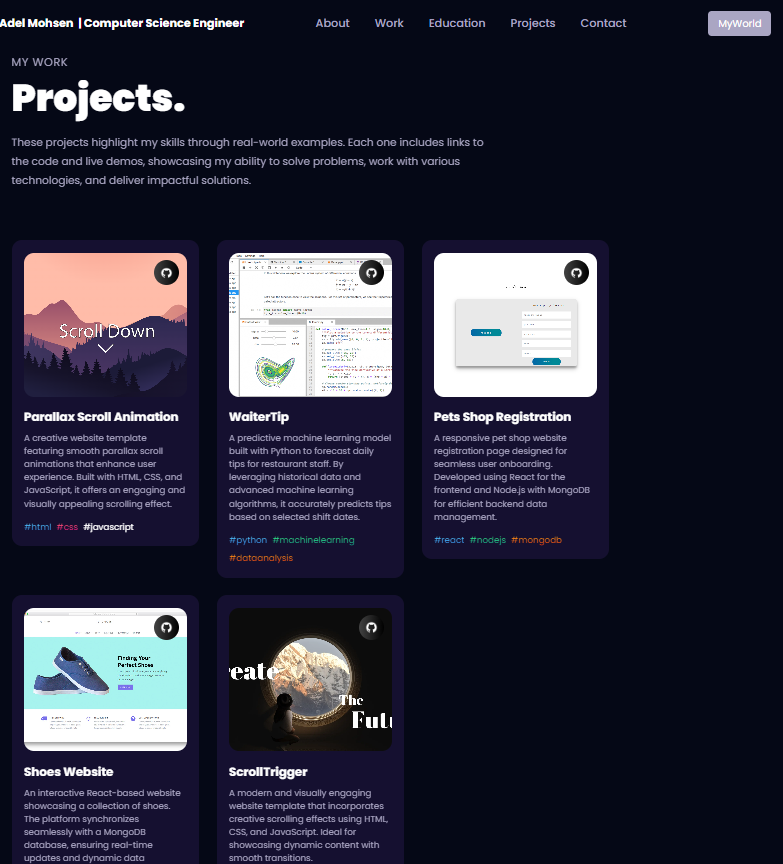 Adel Mohsen | Computer Science Engineer
About
Work
Education
Projects
Contact
MyWorld
MY WORK
Projects.
These projects highlight my skills through real-world examples. Each one includes links to
the code and live demos, showcasing my ability to solve problems, work with various
technologies, and deliver impactful solutions.
Scroll Down
Parallax Scroll Animation
A creative website template
featuring smooth parallax scroll
animations that enhance user
experience. Built with HTML, CSS, and
JavaScript, it offers an engaging and
visually appealing scrolling effect.
#html #css #javascript
WaiterTip
A predictive machine learning model
built with Python to forecast daily
tips for restaurant staff. By
leveraging historical data and
advanced machine learning
algorithms, it accurately predicts tips
based on selected shift dates.
#python #machinelearning
#dataanalysis
Pets Shop Registration
A responsive pet shop website
registration page designed for
seamless user onboarding.
Developed using React for the
frontend and Node.js with MongoDB
for efficient backend data
management.
#react #nodejs #mongodb
Finding Your
Perfect Shoes
Shoes Website
An interactive React-based website
showcasing a collection of shoes.
The platform synchronizes
seamlessly with a MongoDB
database, ensuring real-time
updates and dynamic data
reate
The
Futu
ScrollTrigger
A modern and visually engaging
website template that incorporates
creative scrolling effects using HTML,
CSS, and JavaScript. Ideal for
showcasing dynamic content with
smooth transitions.